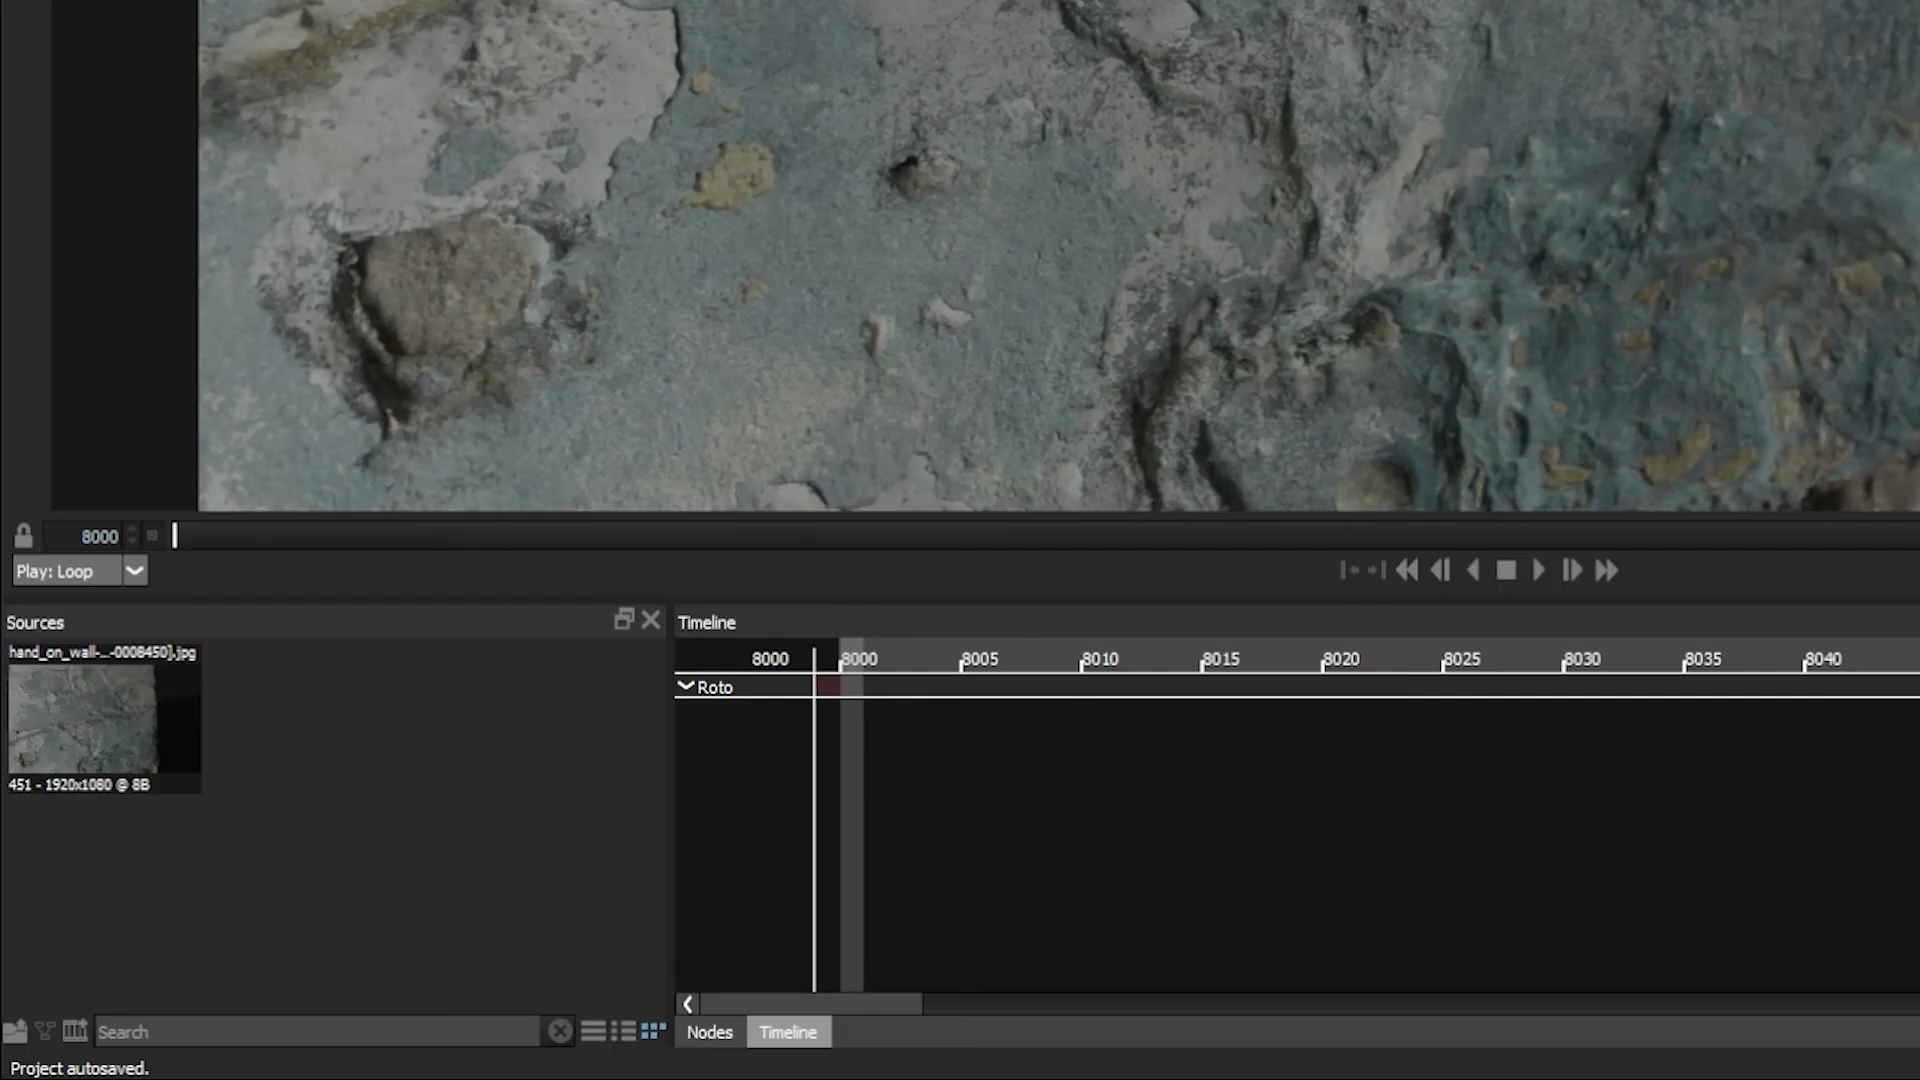 8000
Play: Loop
Sources
hand_on_wall-...-0008450].jpg
451 - 1920x1080 @ 8B
Timeline
8000
8000
8005
8010
8015
8020
8025
8030
8035
8040
Roto
Search
Nodes
Timeline
Project autosaved.